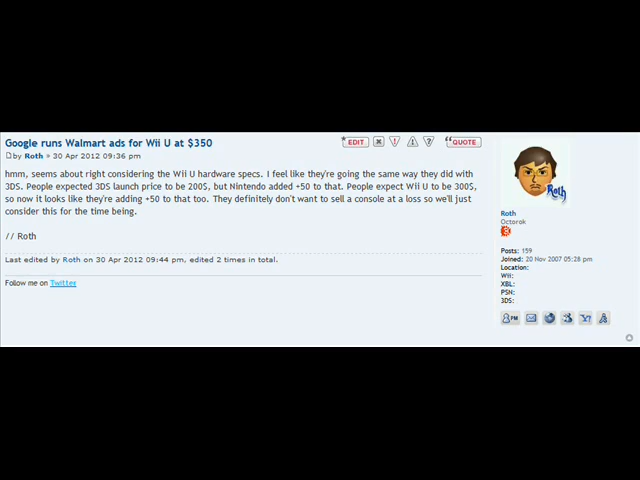 Google runs Walmart ads for Wii U at $350
EDIT
QUOTE
by Roth » 30 Apr 2012 09:36 pm
hmm, seems about right considering the Wii U hardware specs. I feel like they're going the same way they did with
3DS. People expected 3DS launch price to be 200$, but Nintendo added +50 to that. People expect Wii U to be 300$,
so now it looks like they're adding +50 to that too. They definitely don't want to sell a console at a loss so we'll just
consider this for the time being.
// Roth
Last edited by Roth on 30 Apr 2012 09:44 pm, edited 2 times in total.
Follow me on Twitter
Roth
Roth
Octorok
Posts: 159
Joined: 20 Nov 2007 05:28 pm
Location:
Wii:
XBL:
PSN:
3DS:
PM